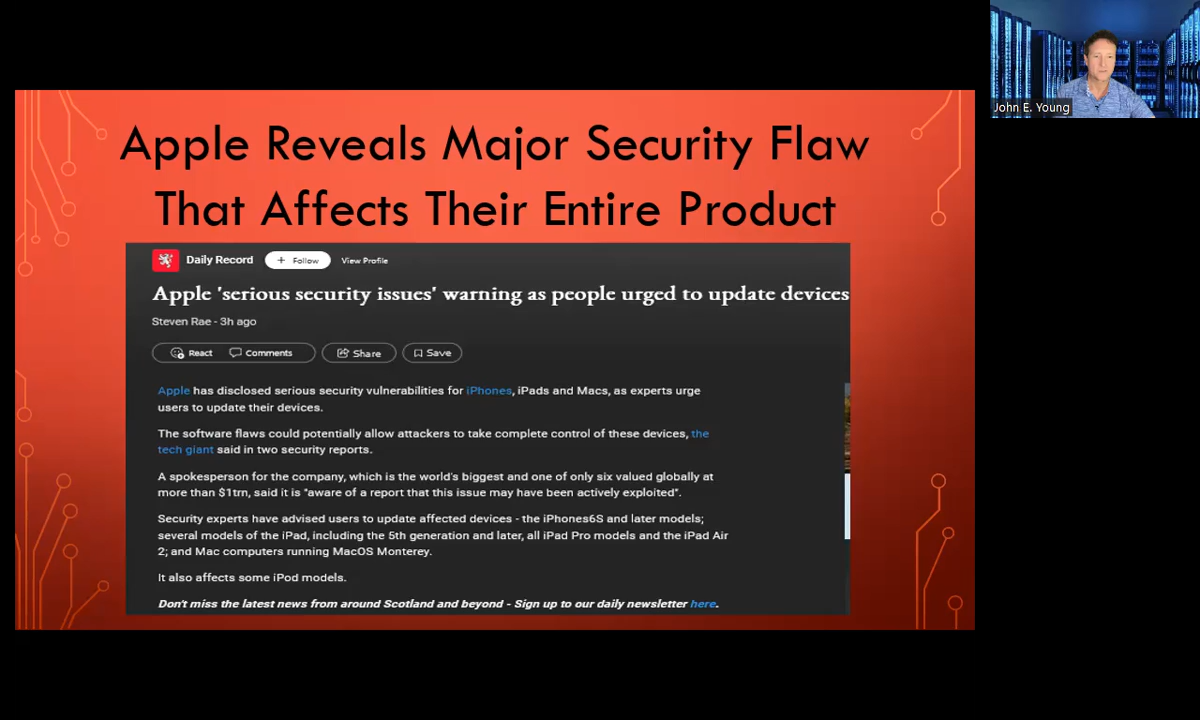 John E. Young
Apple Reveals Major Security Flaw
That Affects Their Entire Product
Daily Record
+ Follow
View Profile
Apple 'serious security issues' warning as people urged to update devices
Steven Rae - 3h ago
React
Comments
Share
Save
Apple has disclosed serious security vulnerabilities for iPhones, iPads and Macs, as experts urge
users to update their devices.
The software flaws could potentially allow attackers to take complete control of these devices, the
tech giant said in two security reports.
A spokesperson for the company, which is the world's biggest and one of only six valued globally at
more than $1trn, said it is "aware of a report that this issue may have been actively exploited".
Security experts have advised users to update affected devices - the iPhones6S and later models;
several models of the iPad, including the 5th generation and later, all iPad Pro models and the iPad Air
2; and Mac computers running MacOS Monterey.
It also affects some iPod models.
Don't miss the latest news from around Scotland and beyond - Sign up to our daily newsletter here.